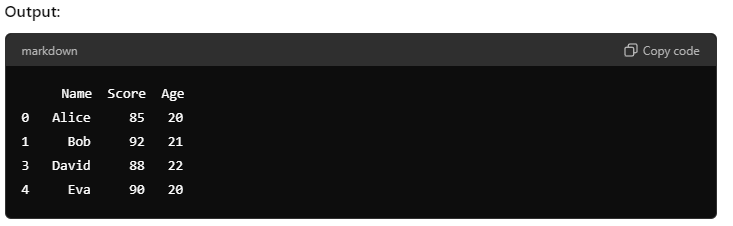 Output:
markdown Copy code
Name Score Age
0 Alice 85 20
1 Bob 92 21
3 David 88 22
4 Eva 90 20